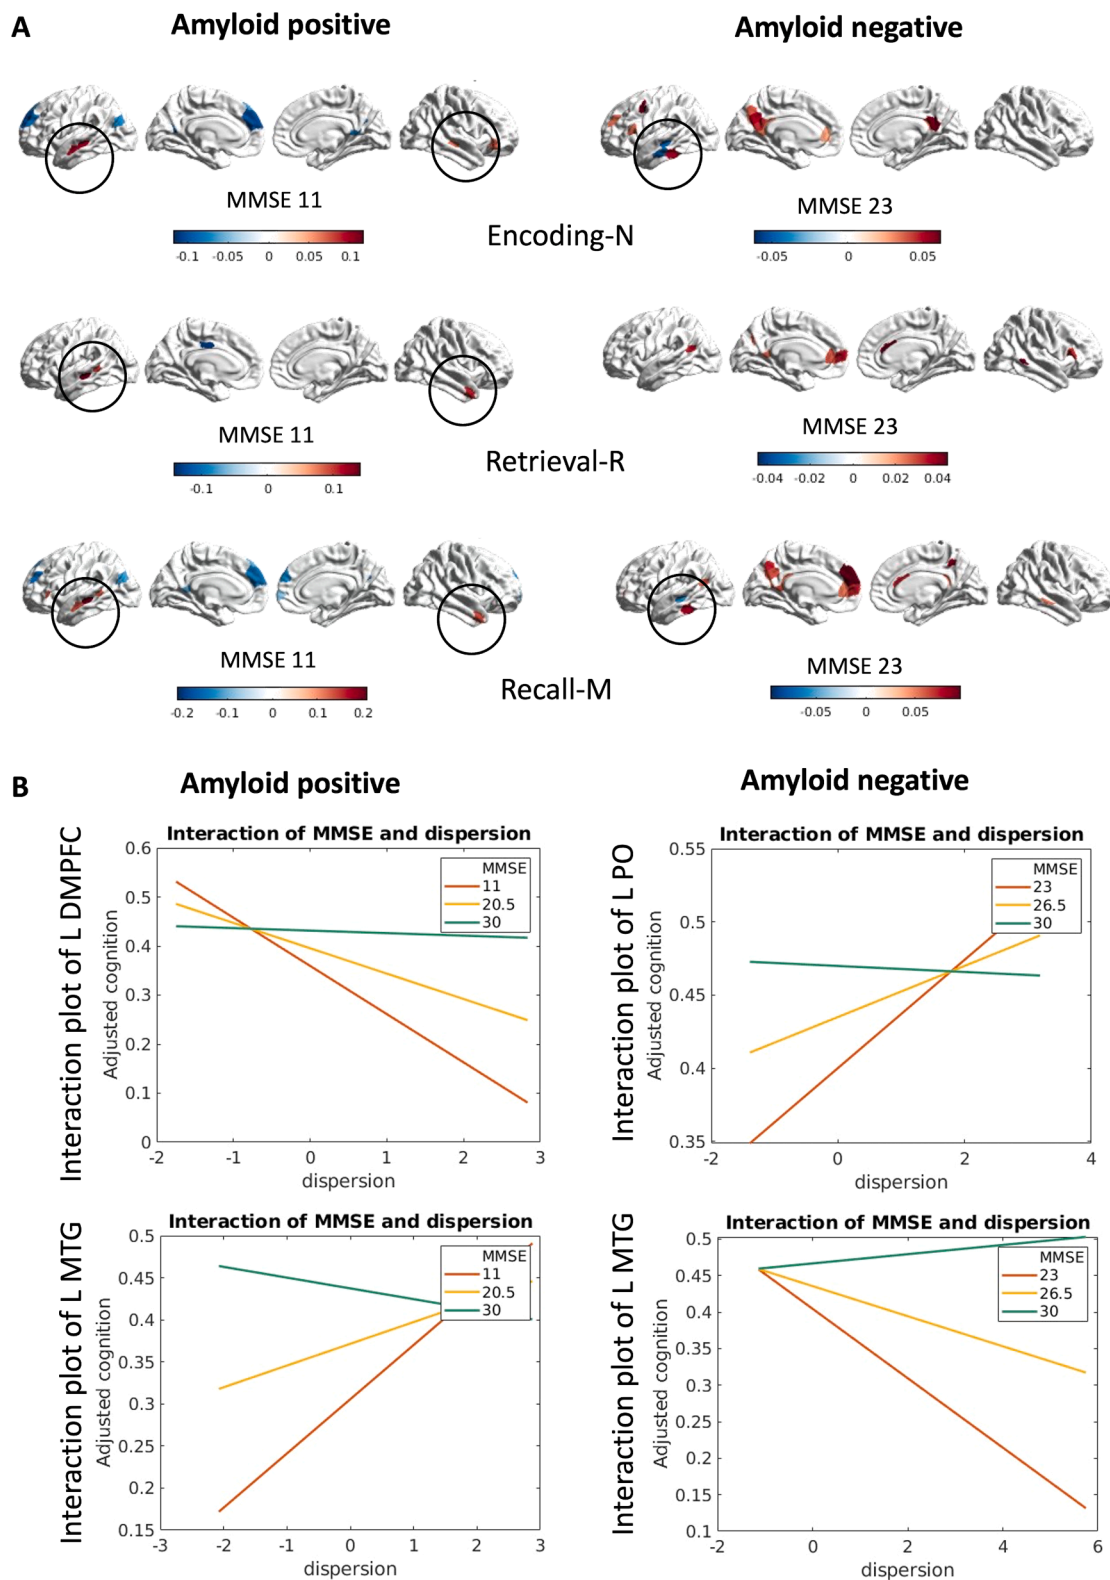 A
Amyloid positive
Amyloid negative
MMSE 11
-0.1 -0.05 0 0.05 0.1
Encoding-N
MMSE 23
-0.05 0 0.05
MMSE 11
-0.1 0 0.1
Retrieval-R
MMSE 23
-0.04 -0.02 0 0.02 0.04
MMSE 11
-0.2 -0.1 0 0.1 0.2
Recall-M
MMSE 23
-0.05 0 0.05
B
Amyloid positive
Amyloid negative
Interaction plot of L DMPFC
Interaction of MMSE and dispersion
Adjusted cognition
0.6
0.5
0.4
0.3
0.2
0.1
0
-2 -1 0 1 2 3
dispersion
MMSE
11
20.5
30
Interaction plot of L PO
Interaction of MMSE and dispersion
Adjusted cognition
0.55
0.5
0.45
0.4
0.35
-2 0 2 4
dispersion
MMSE
23
26.5
30
Interaction plot of L MTG
Interaction of MMSE and dispersion
Adjusted cognition
0.5
0.45
0.4
0.35
0.3
0.25
0.2
0.15
-3 -2 -1 0 1 2 3
dispersion
MMSE
11
20.5
30
Interaction plot of L MTG
Interaction of MMSE and dispersion
Adjusted cognition
0.5
0.45
0.4
0.35
0.3
0.25
0.2
0.15
0.1
-2 0 2 4 6
dispersion
MMSE
23
26.5
30